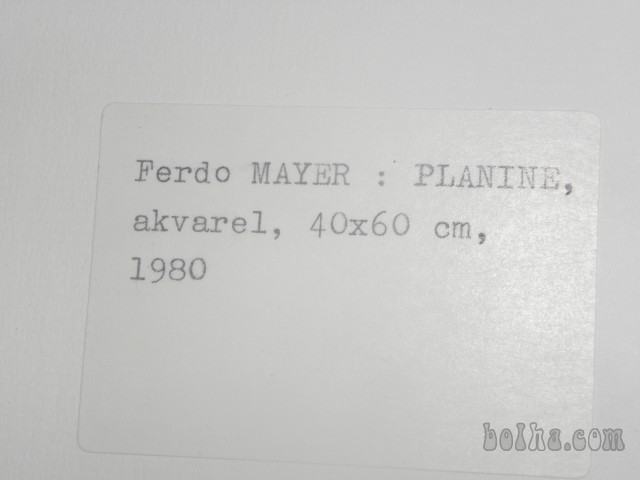 Ferdo MAYER : PLANINE,
akvarel, 40x60 cm,
1980
bolha.com